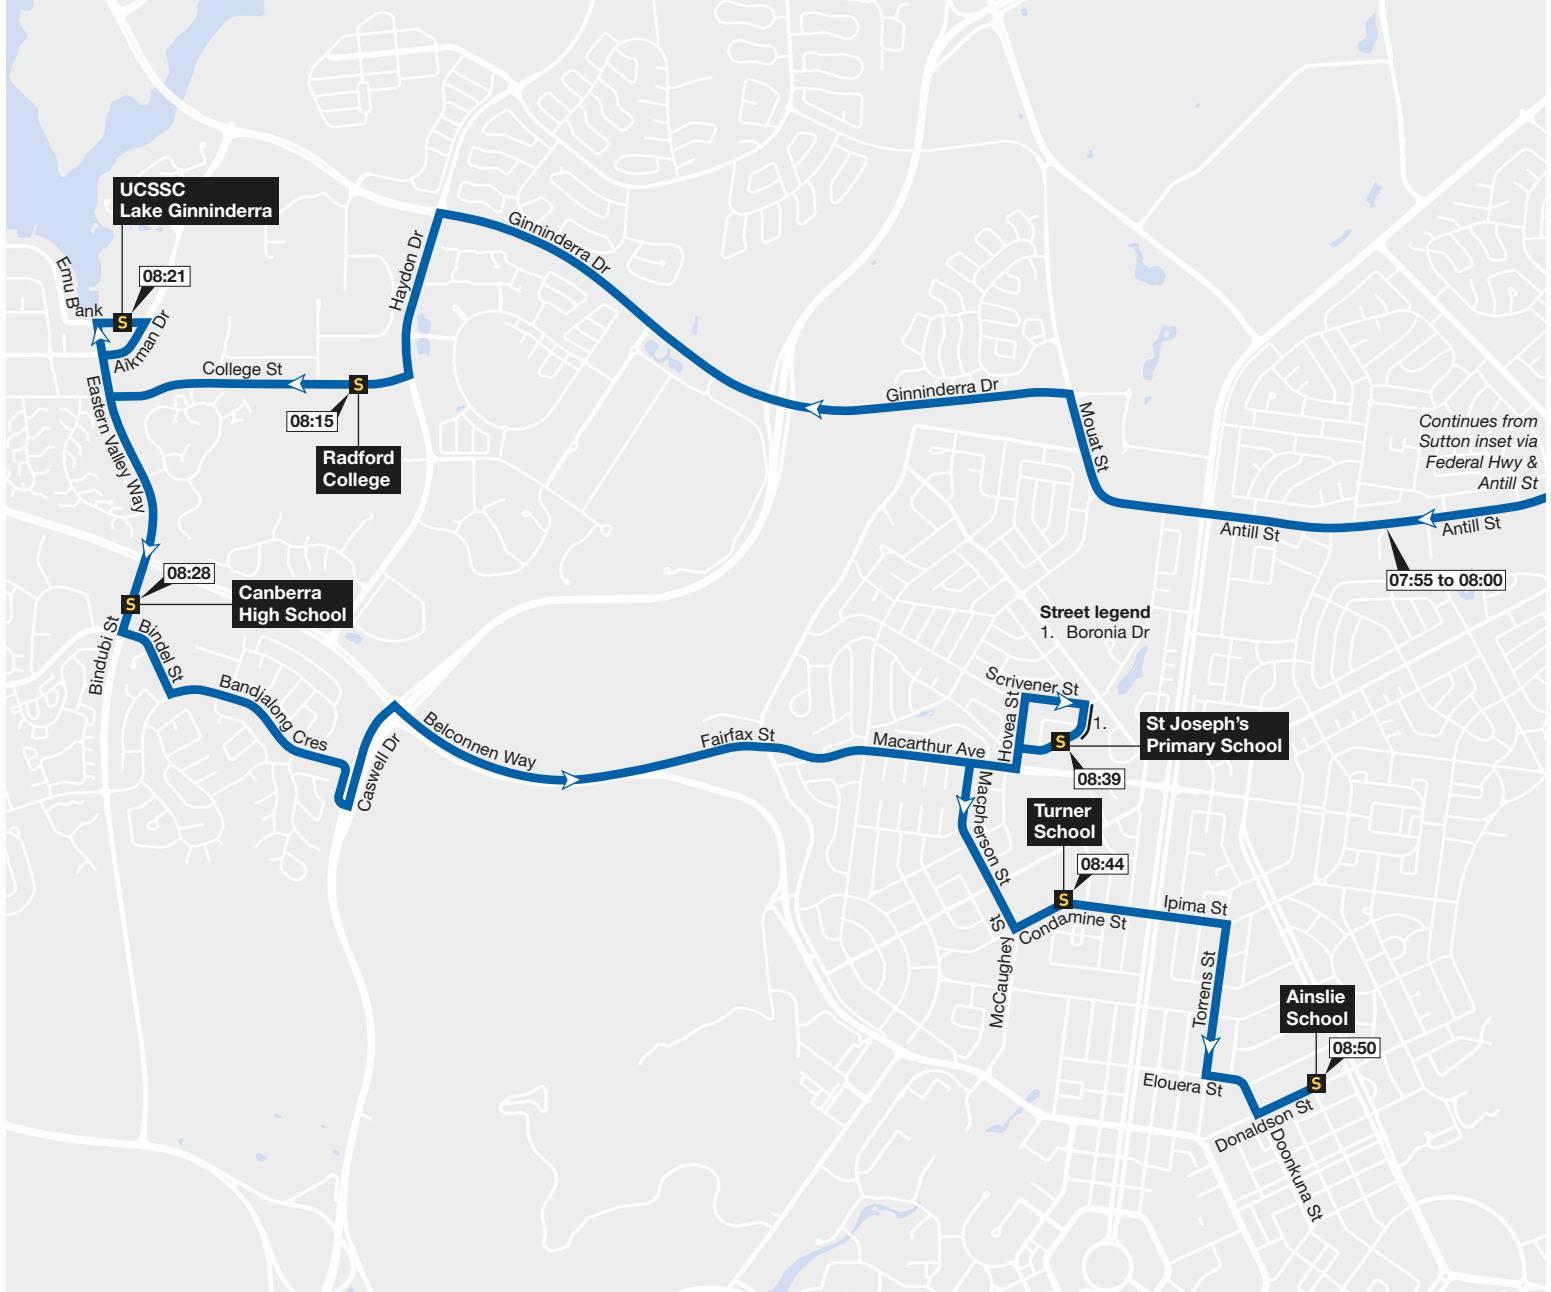 UCSSC
Lake Ginninderra
08:21
Emu Bank
Aikman Dr
College St
08:15
Radford
College
Haydon Dr
Ginninderra Dr
Ginninderra Dr
Mouat St
Continues from
Sutton inset via
Federal Hwy &
Antill St
Antill St
Antill St
07:55 to 08:00
Eastern Valley Way
08:28
Canberra
High School
Bindubi St
Bindel St
Bandjalong Cres
Caswell Dr
Belconnen Way
Fairfax St
Macarthur Ave
Street legend
1. Boronia Dr
Scrivener St
Hovea St
1.
St Joseph's
Primary School
08:39
Macpherson St
Turner
School
08:44
McCaughey St
Condamine St
Ipima St
Torrens St
Ainslie
School
08:50
Elouera St
Donaldson St
Doonkuna St
S
S
S
S
S
S